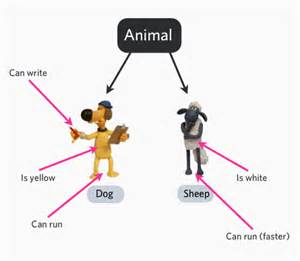 Animal
Can write
Is yellow
Is white
Dog
Sheep
Can run
Can run (faster)